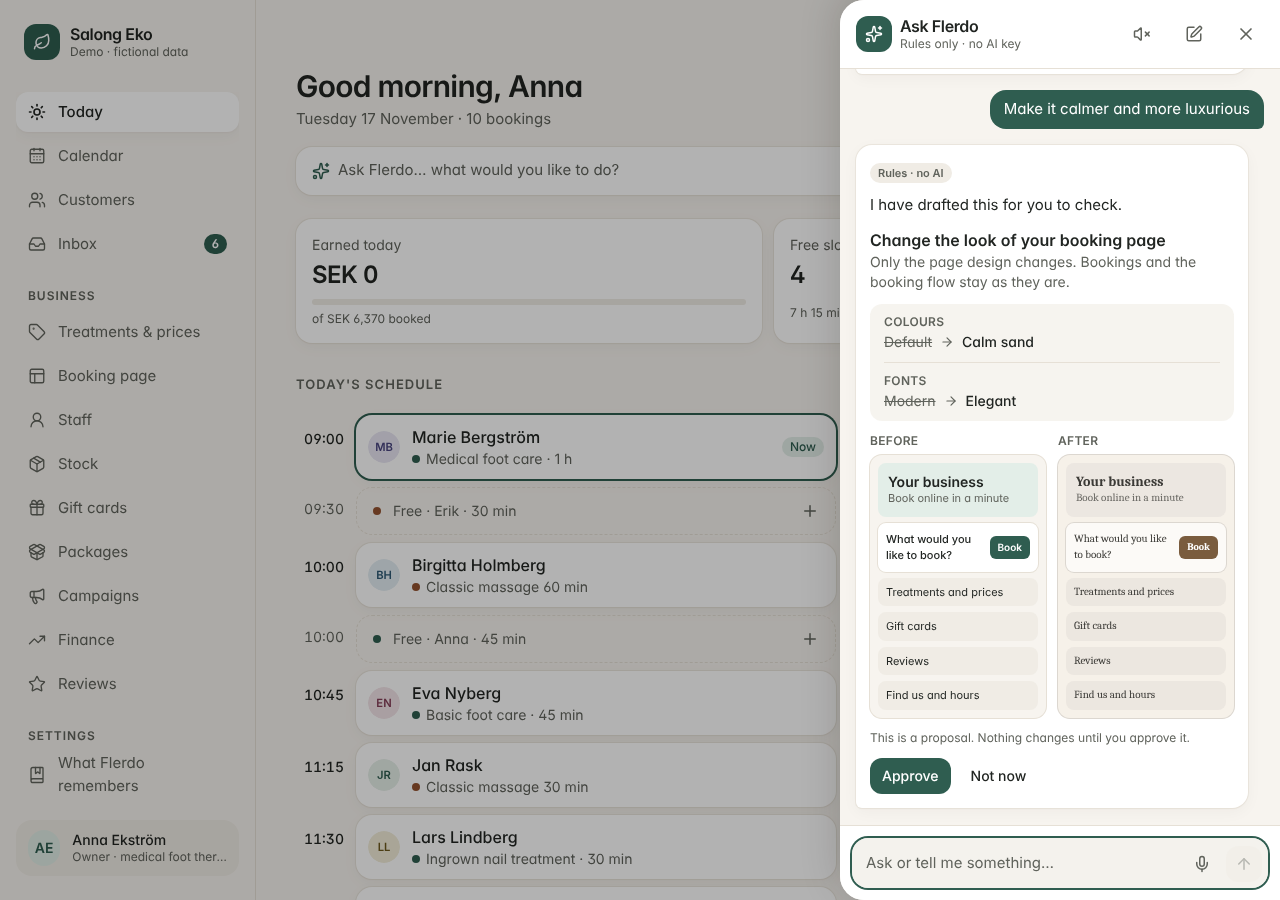 Salong Eko
Demo · fictional data
Today
Calendar
Customers
Inbox
6
BUSINESS
Treatments & prices
Booking page
Staff
Stock
Gift cards
Packages
Campaigns
Finance
Reviews
SETTINGS
What Flerdo
remembers
AE
Anna Ekström
Owner · medical foot ther...
Good morning, Anna
Tuesday 17 November · 10 bookings
Ask Flerdo... what would you like to do?
Earned today
SEK 0
of SEK 6,370 booked
Free slo
4
7 h 15 mi
TODAY'S SCHEDULE
09:00
MB
Marie Bergström
Medical foot care · 1 h
Now
09:30
Free · Erik · 30 min
10:00
BH
Birgitta Holmberg
Classic massage 60 min
10:00
Free · Anna · 45 min
10:45
EN
Eva Nyberg
Basic foot care · 45 min
11:15
JR
Jan Rask
Classic massage 30 min
11:30
LL
Lars Lindberg
Ingrown nail treatment · 30 min
Ask Flerdo
Rules only · no AI key
Make it calmer and more luxurious
Rules · no AI
I have drafted this for you to check.
Change the look of your booking page
Only the page design changes. Bookings and the
booking flow stay as they are.
COLOURS
Default → Calm sand
FONTS
Modern → Elegant
BEFORE
Your business
Book online in a minute
What would you
like to book?
Book
Treatments and prices
Gift cards
Reviews
Find us and hours
AFTER
Your business
Book online in a minute
What would you like
to book?
Book
Treatments and prices
Gift cards
Reviews
Find us and hours
This is a proposal. Nothing changes until you approve it.
Approve
Not now
Ask or tell me something...